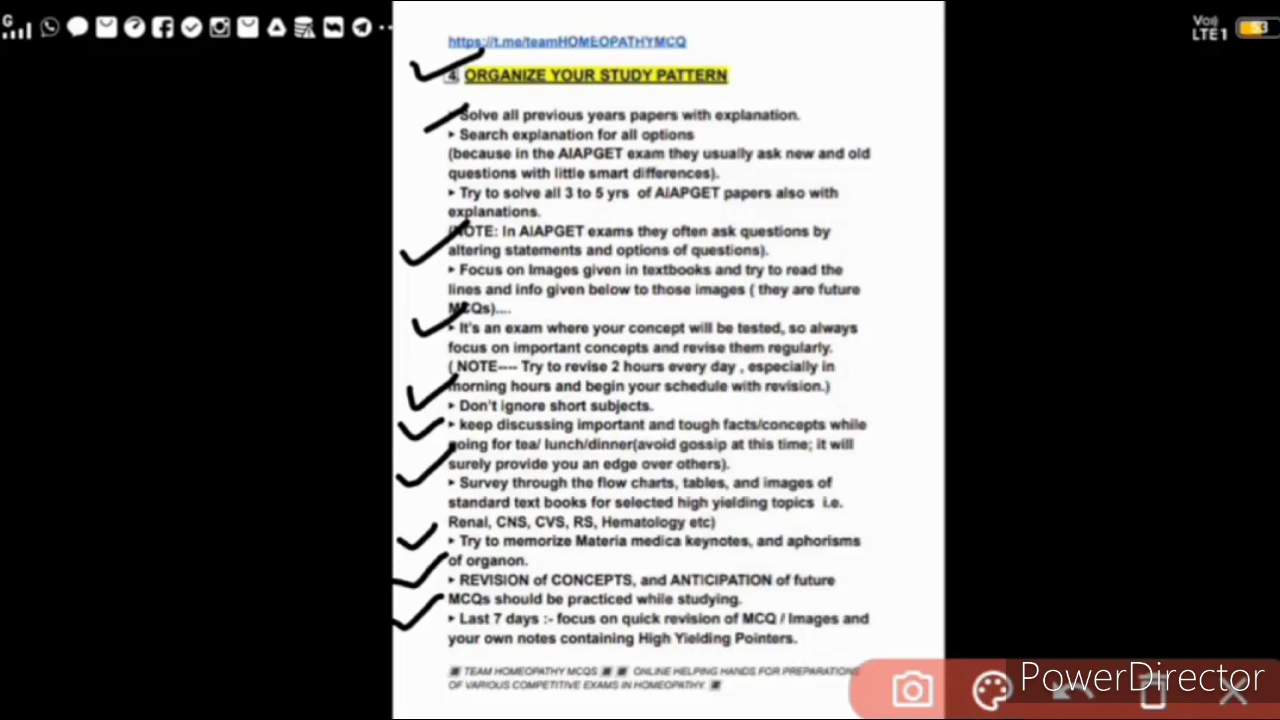 G
Vo))
LTE1
53
https://t.me/teamHOMEOPATHYMCQ
4 ORGANIZE YOUR STUDY PATTERN
‣ Solve all previous years papers with explanation.
‣ Search explanation for all options
(because in the AIAPGET exam they usually ask new and old
questions with little smart differences).
‣ Try to solve all 3 to 5 yrs of AIAPGET papers also with
explanations.
(NOTE: In AIAPGET exams they often ask questions by
altering statements and options of questions).
‣ Focus on Images given in textbooks and try to read the
lines and info given below to those images ( they are future
MCQs)....
‣ It's an exam where your concept will be tested, so always
focus on important concepts and revise them regularly.
( NOTE---- Try to revise 2 hours every day , especially in
morning hours and begin your schedule with revision.)
‣ Don't ignore short subjects.
‣ keep discussing important and tough facts/concepts while
going for tea/ lunch/dinner(avoid gossip at this time; it will
surely provide you an edge over others).
‣ Survey through the flow charts, tables, and images of
standard text books for selected high yielding topics i.e.
Renal, CNS, CVS, RS, Hematology etc)
‣ Try to memorize Materia medica keynotes, and aphorisms
of organon.
‣ REVISION of CONCEPTS, and ANTICIPATION of future
MCQs should be practiced while studying.
‣ Last 7 days :- focus on quick revision of MCQ / Images and
your own notes containing High Yielding Pointers.
TEAM HOMEOPATHY MCQS ONLINE HELPING HANDS FOR PREPARATIONS
OF VARIOUS COMPETITIVE EXAMS IN HOMEOPATHY.
PowerDirector